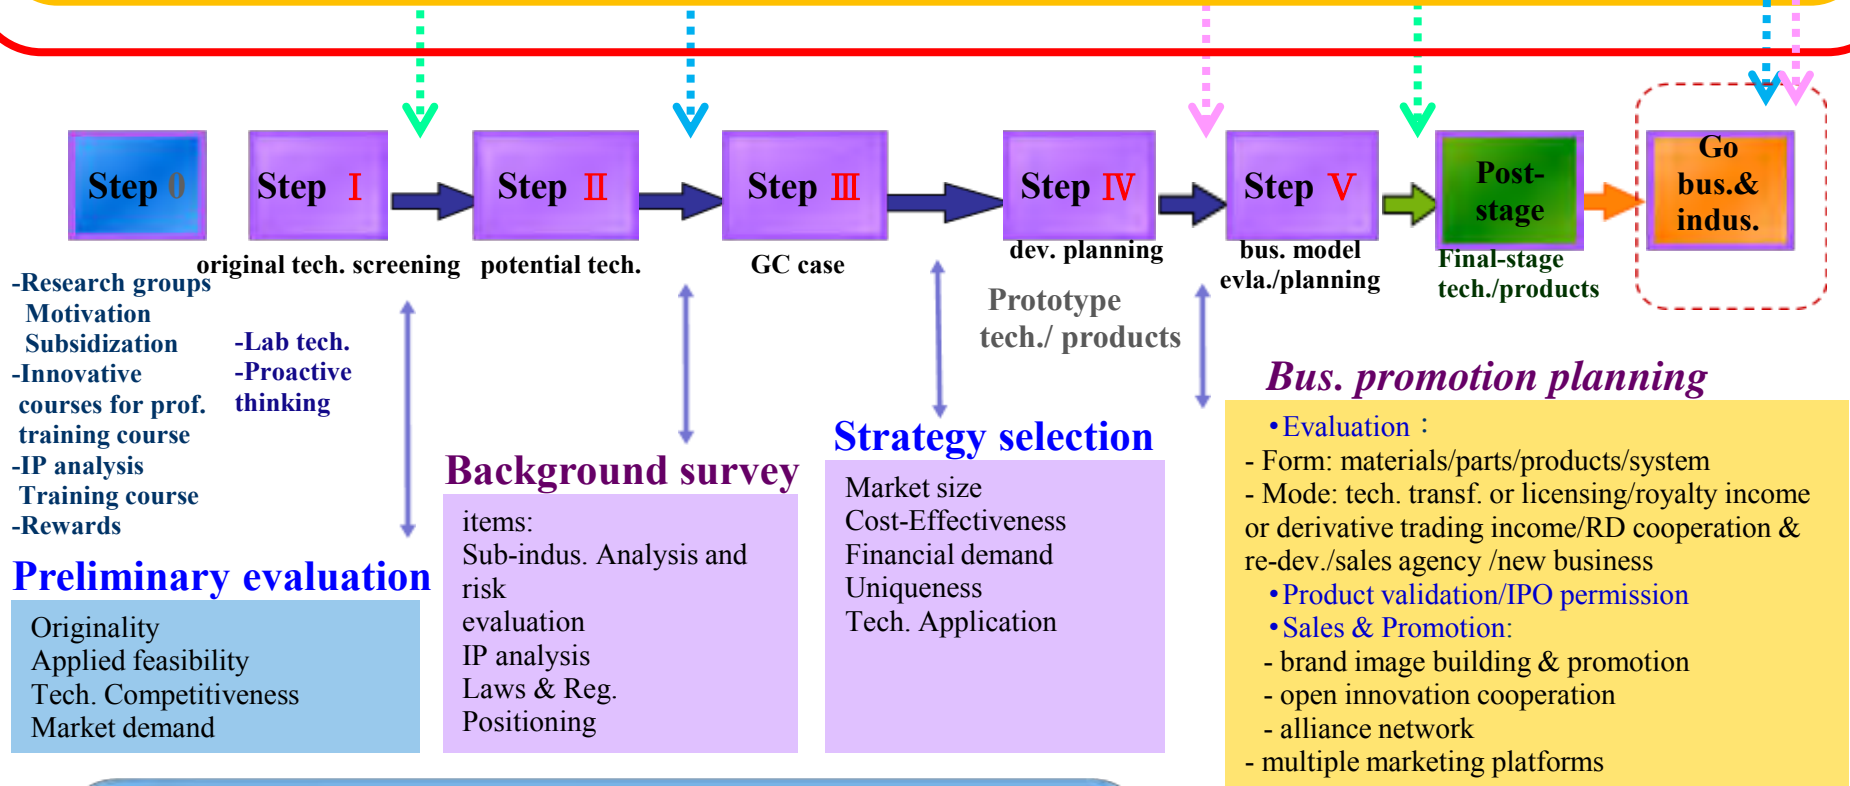 Step 0
Step Ⅰ
Step Ⅱ
Step Ⅲ
Step Ⅳ
Step Ⅴ
Post-
stage
Go
bus.&
indus.
original tech. screening
potential tech.
GC case
dev. planning
bus. model
evla./planning
Final-stage
tech./products
-Research groups
Motivation
Subsidization
-Innovative
courses for prof.
training course
-IP analysis
Training course
-Rewards
-Lab tech.
-Proactive
thinking
Prototype
tech./ products
Preliminary evaluation
Originality
Applied feasibility
Tech. Competitiveness
Market demand
Background survey
items:
Sub-indus. Analysis and
risk
evaluation
IP analysis
Laws & Reg.
Positioning
Strategy selection
Market size
Cost-Effectiveness
Financial demand
Uniqueness
Tech. Application
Bus. promotion planning
•Evaluation：
- Form: materials/parts/products/system
- Mode: tech. transf. or licensing/royalty income
or derivative trading income/RD cooperation &
re-dev./sales agency /new business
•Product validation/IPO permission
•Sales & Promotion:
- brand image building & promotion
- open innovation cooperation
- alliance network
- multiple marketing platforms